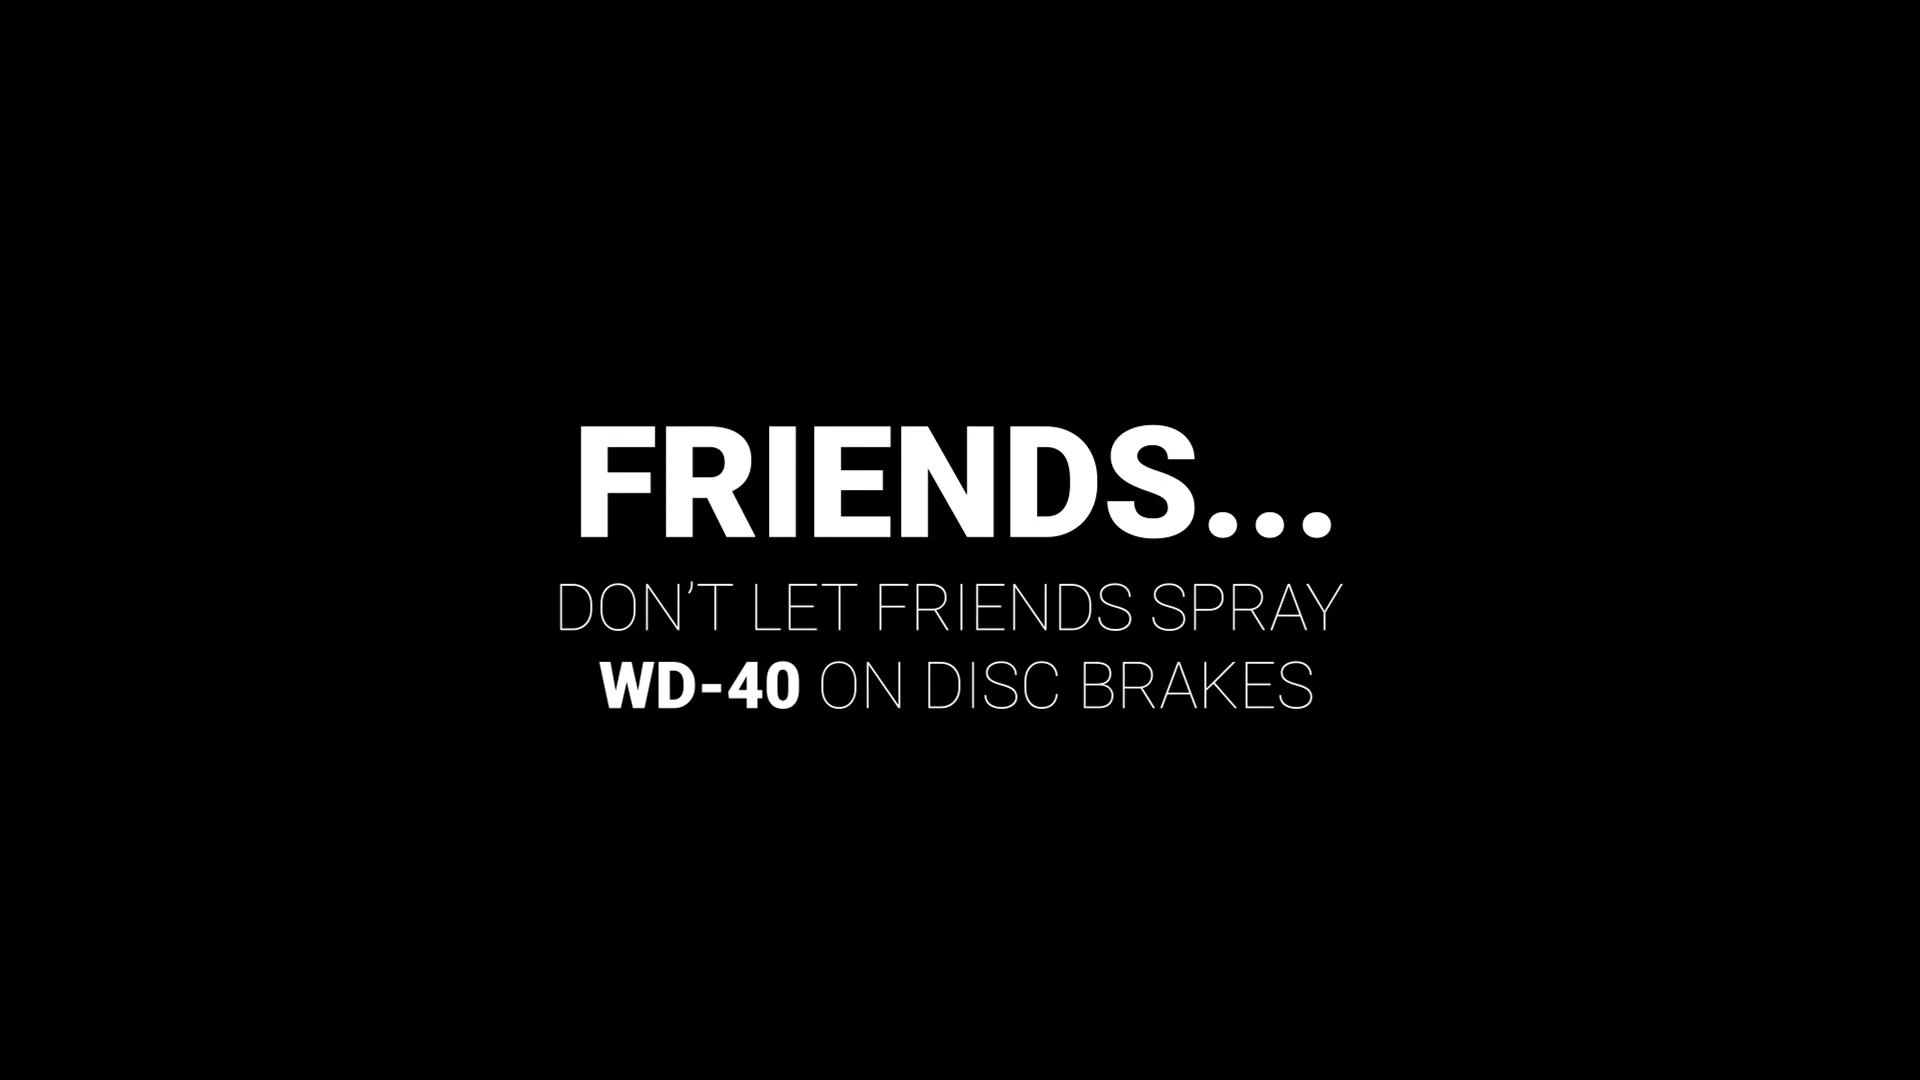 FRIENDS...
DON’T LET FRIENDS SPRAY
WD-40 ON DISC BRAKES